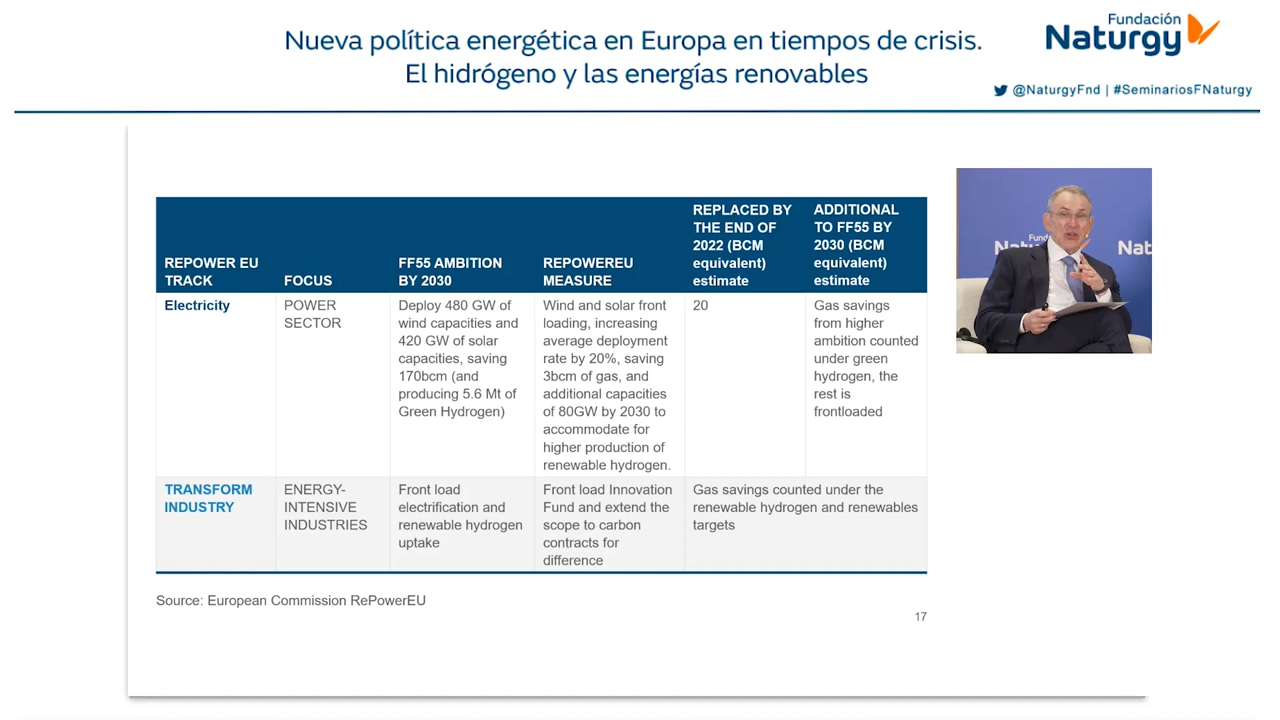 Nueva política energética en Europa en tiempos de crisis.
El hidrógeno y las energías renovables
Fundación
Naturgy
@NaturgyFnd | #SeminariosFNaturgy
REPOWER EU
TRACK
FOCUS
FF55 AMBITION
BY 2030
REPOWEREU
MEASURE
REPLACED BY
THE END OF
2022 (BCM
equivalent)
estimate
ADDITIONAL
TO FF55 BY
2030 (BCM
equivalent)
estimate
Electricity
POWER
SECTOR
Deploy 480 GW of
wind capacities and
420 GW of solar
capacities, saving
170bcm (and
producing 5.6 Mt of
Green Hydrogen)
Wind and solar front
loading, increasing
average deployment
rate by 20%, saving
3bcm of gas, and
additional capacities
of 80GW by 2030 to
accommodate for
higher production of
renewable hydrogen.
20
Gas savings
from higher
ambition counted
under green
hydrogen, the
rest is
frontloaded
TRANSFORM
INDUSTRY
ENERGY-
INTENSIVE
INDUSTRIES
Front load
electrification and
renewable hydrogen
uptake
Front load Innovation
Fund and extend the
scope to carbon
contracts for
difference
Gas savings counted under the
renewable hydrogen and renewables
targets
Source: European Commission RePowerEU
17